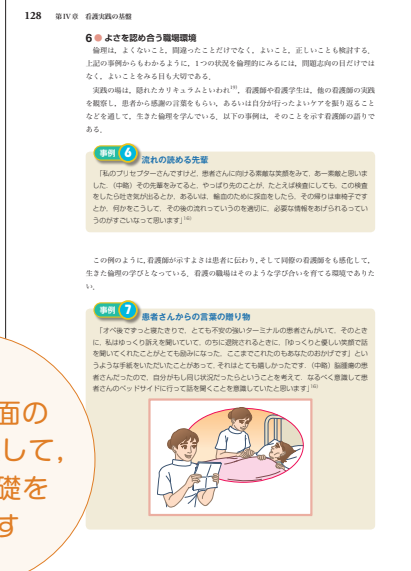 128 第Ⅳ章 看護実践の基盤
6 ● よさを認め合う職場環境
倫理は，よくないこと，間違ったことだけでなく，よいこと，正しいことも検討する．
上記の事例からもわかるように，1つの状況を倫理的にみるには，問題志向の目だけでは
なく，よいことをみる目も大切である．
実践の場は，隠れたカリキュラムといわれ¹⁹⁾，看護師や看護学生は，他の看護師の実践
を観察し，患者から感謝の言葉をもらい，あるいは自分が行ったよいケアを振り返ること
などを通して，生きた倫理を学んでいる．以下の事例は，そのことを示す看護師の語りで
ある．
事例 6 流れの読める先輩
「私のプリセプターさんですけど，患者さんに向ける素敵な笑顔をみて，あー素敵と思いま
した．（中略）その先輩をみてると，やっぱり先のことが，たとえば検査にしても，この検査
をしたら吐き気が出るとか，あるいは，輸血のために採血をしたら，その帰りは車椅子です
とか，何かをこうして，その後の流れっていうのを適切に，必要な情報をあげられるってい
うのがすごいなって思います」¹⁶⁾
この例のように，看護師が示すよさは患者に伝わり，そして同僚の看護師をも感化して，
生きた倫理の学びとなっている．看護の職場はそのような学び合いを育てる環境でありた
い．
事例 7 患者さんからの言葉の贈り物
「オペ後でずっと寝たきりで，とても不安の強いターミナルの患者さんがいて，そのとき
に，私はゆっくり訴えを聞いていて，のちに退院されるときに，『ゆっくりと優しい笑顔で話
を聞いてくれたことがとても励みになった．ここまでこれたのもあなたのおかげです』とい
うような手紙をいただいたことがあって，それはとても嬉しかったです．（中略）脳腫瘍の患
者さんだったので，自分がもし同じ状況だったらということを考えて，なるべく意識して患
者さんのベッドサイドに行って話を聞くことを意識していたと思います」¹⁶⁾
面の
して，
礎を
す